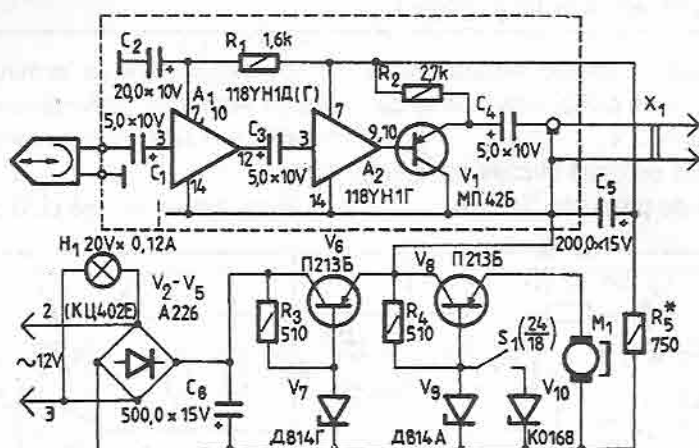 C₂ R₁ 1,6k
A₁ R₂ 2,7k
20,0×10V 7,10 118УН1Д(Г) 7 C₄ X₁
5,0×10V 3 C₃ 3 9,10
C₁ 12 A₂ 5,0×10V
14 5,0×10V 14 118УН1Г V₁ C₅
МП42Б
200,0×15V
H₁ 20V×0,12A V₆ V₈
V₂-V₅ П213Б П213Б
2 (КЦ402Е) А226 R₃ 510 R₄ 510 S₁(24/18) M₁ R₅* 750
~12V
3 C₆ V₇ V₉ V₁₀
500,0×15V Д814Г Д814А КО168